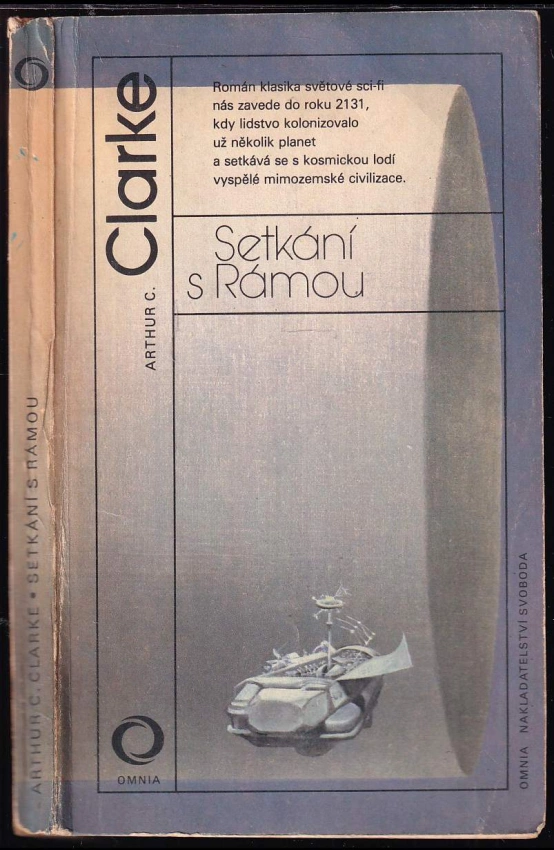 Román klasika světové sci-fi
nás zavede do roku 2131,
kdy lidstvo kolonizovalo
už několik planet
a setkává se s kosmickou lodí
vyspělé mimozemské civilizace.
ARTHUR C. Clarke
Setkání
s Rámou
OMNIA
OMNIA NAKLADATELSTVÍ SVOBODA
ARTHUR C. CLARKE ▪ SETKÁNÍ S RÁMOU